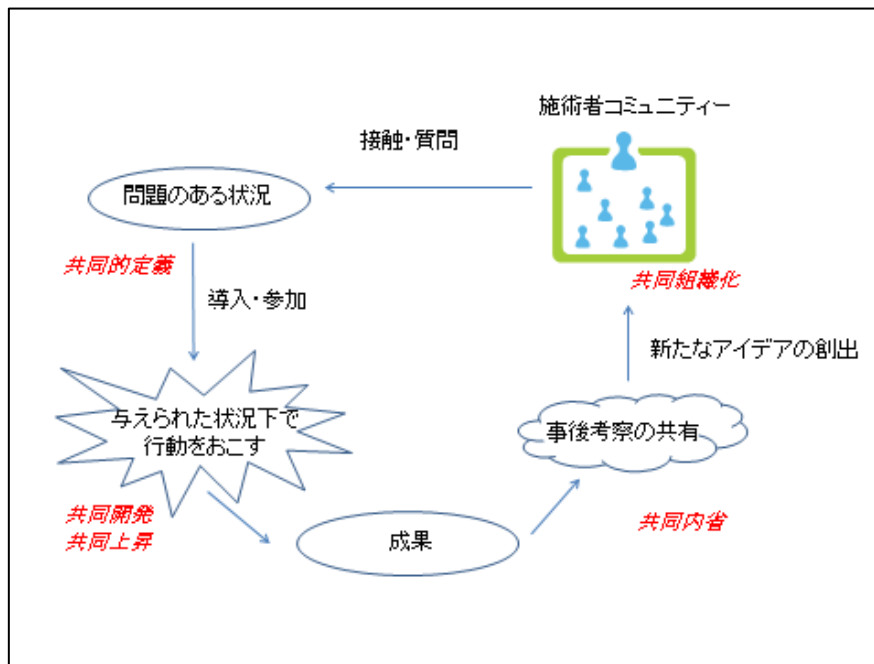 施術者コミュニティー
接触・質問
問題のある状況
共同的定義
共同組織化
導入・参加
新たなアイデアの創出
与えられた状況下で
行動をおこす
事後考察の共有
共同開発
共同上昇
成果
共同内省